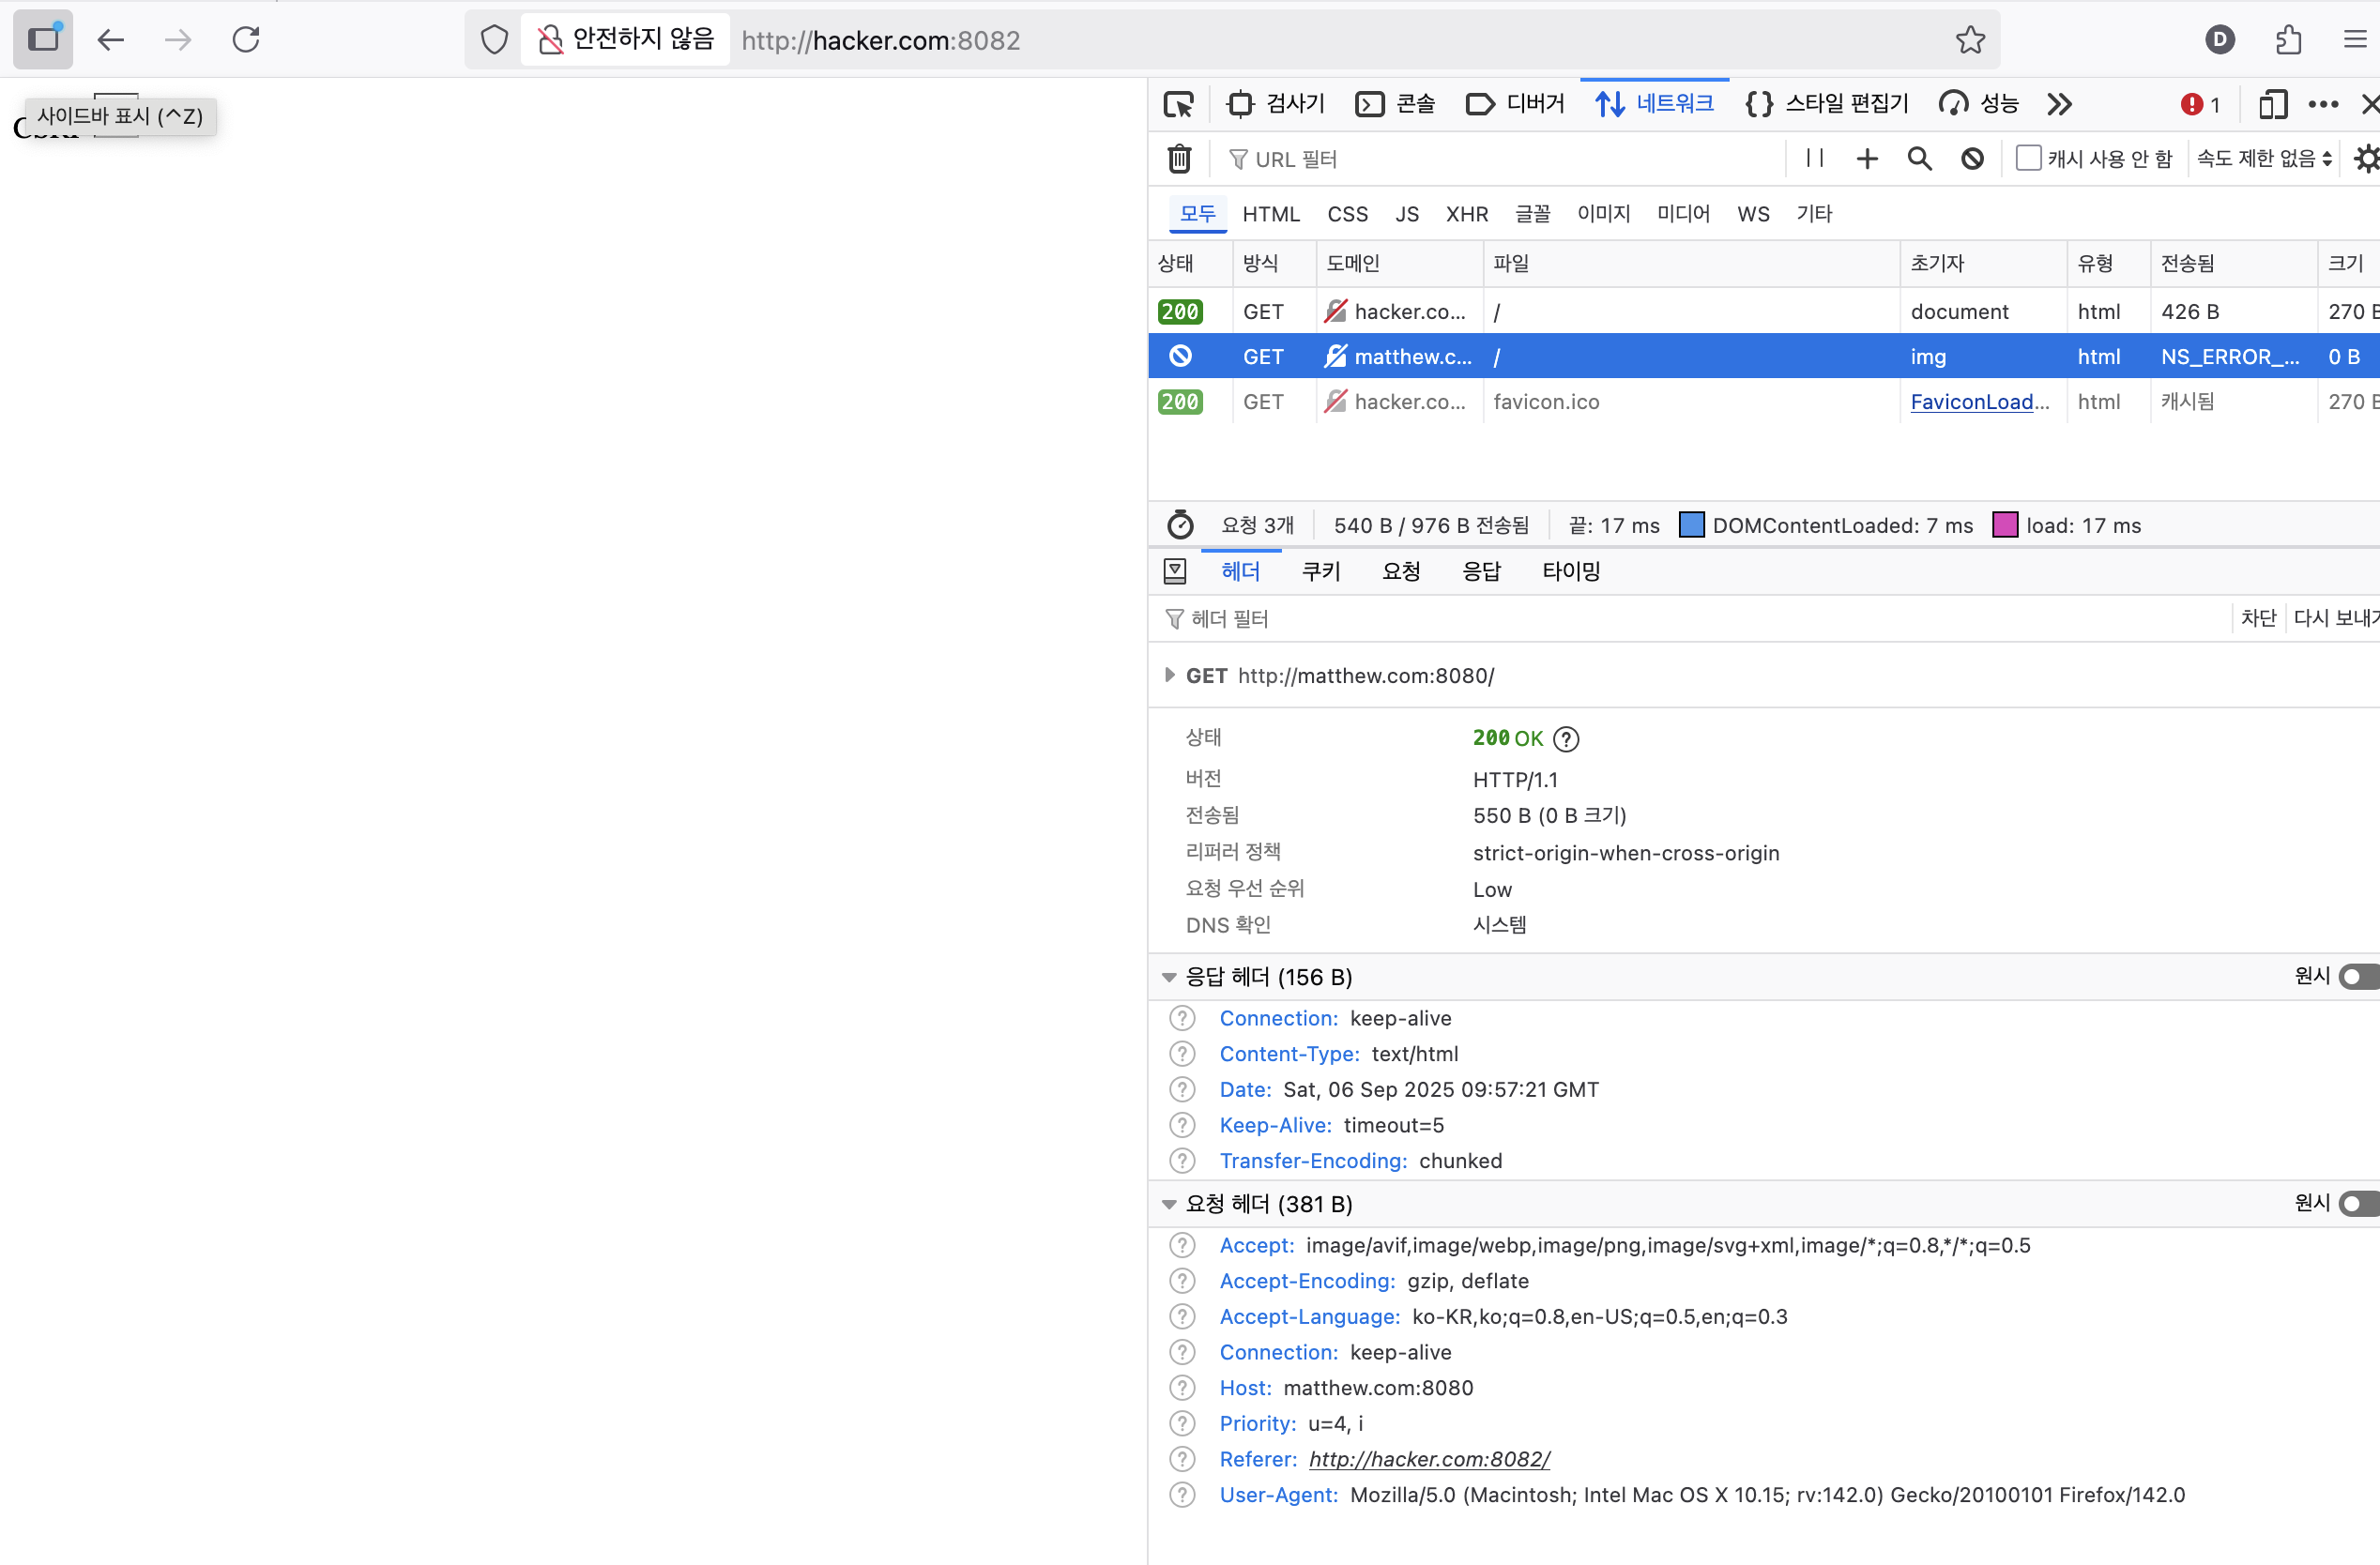 안전하지 않음 http://hacker.com:8082
D
사이드바 표시 (^Z)
검사기 콘솔 디버거 네트워크 스타일 편집기 성능 1
URL 필터 캐시 사용 안 함 속도 제한 없음
모두 HTML CSS JS XHR 글꼴 이미지 미디어 WS 기타
상태 방식 도메인 파일 초기자 유형 전송됨 크기
200 GET hacker.co... / document html 426 B 270 B
GET matthew.c... / img html NS_ERROR_... 0 B
200 GET hacker.co... favicon.ico FaviconLoad... html 캐시됨 270 B
요청 3개 540 B / 976 B 전송됨 끝: 17 ms DOMContentLoaded: 7 ms load: 17 ms
헤더 쿠키 요청 응답 타이밍
헤더 필터 차단 다시 보내기
GET http://matthew.com:8080/
상태 200 OK ?
버전 HTTP/1.1
전송됨 550 B (0 B 크기)
리퍼러 정책 strict-origin-when-cross-origin
요청 우선 순위 Low
DNS 확인 시스템
응답 헤더 (156 B) 원시
? Connection: keep-alive
? Content-Type: text/html
? Date: Sat, 06 Sep 2025 09:57:21 GMT
? Keep-Alive: timeout=5
? Transfer-Encoding: chunked
요청 헤더 (381 B) 원시
? Accept: image/avif,image/webp,image/png,image/svg+xml,image/*;q=0.8,*/*;q=0.5
? Accept-Encoding: gzip, deflate
? Accept-Language: ko-KR,ko;q=0.8,en-US;q=0.5,en;q=0.3
? Connection: keep-alive
? Host: matthew.com:8080
? Priority: u=4, i
? Referer: http://hacker.com:8082/
? User-Agent: Mozilla/5.0 (Macintosh; Intel Mac OS X 10.15; rv:142.0) Gecko/20100101 Firefox/142.0